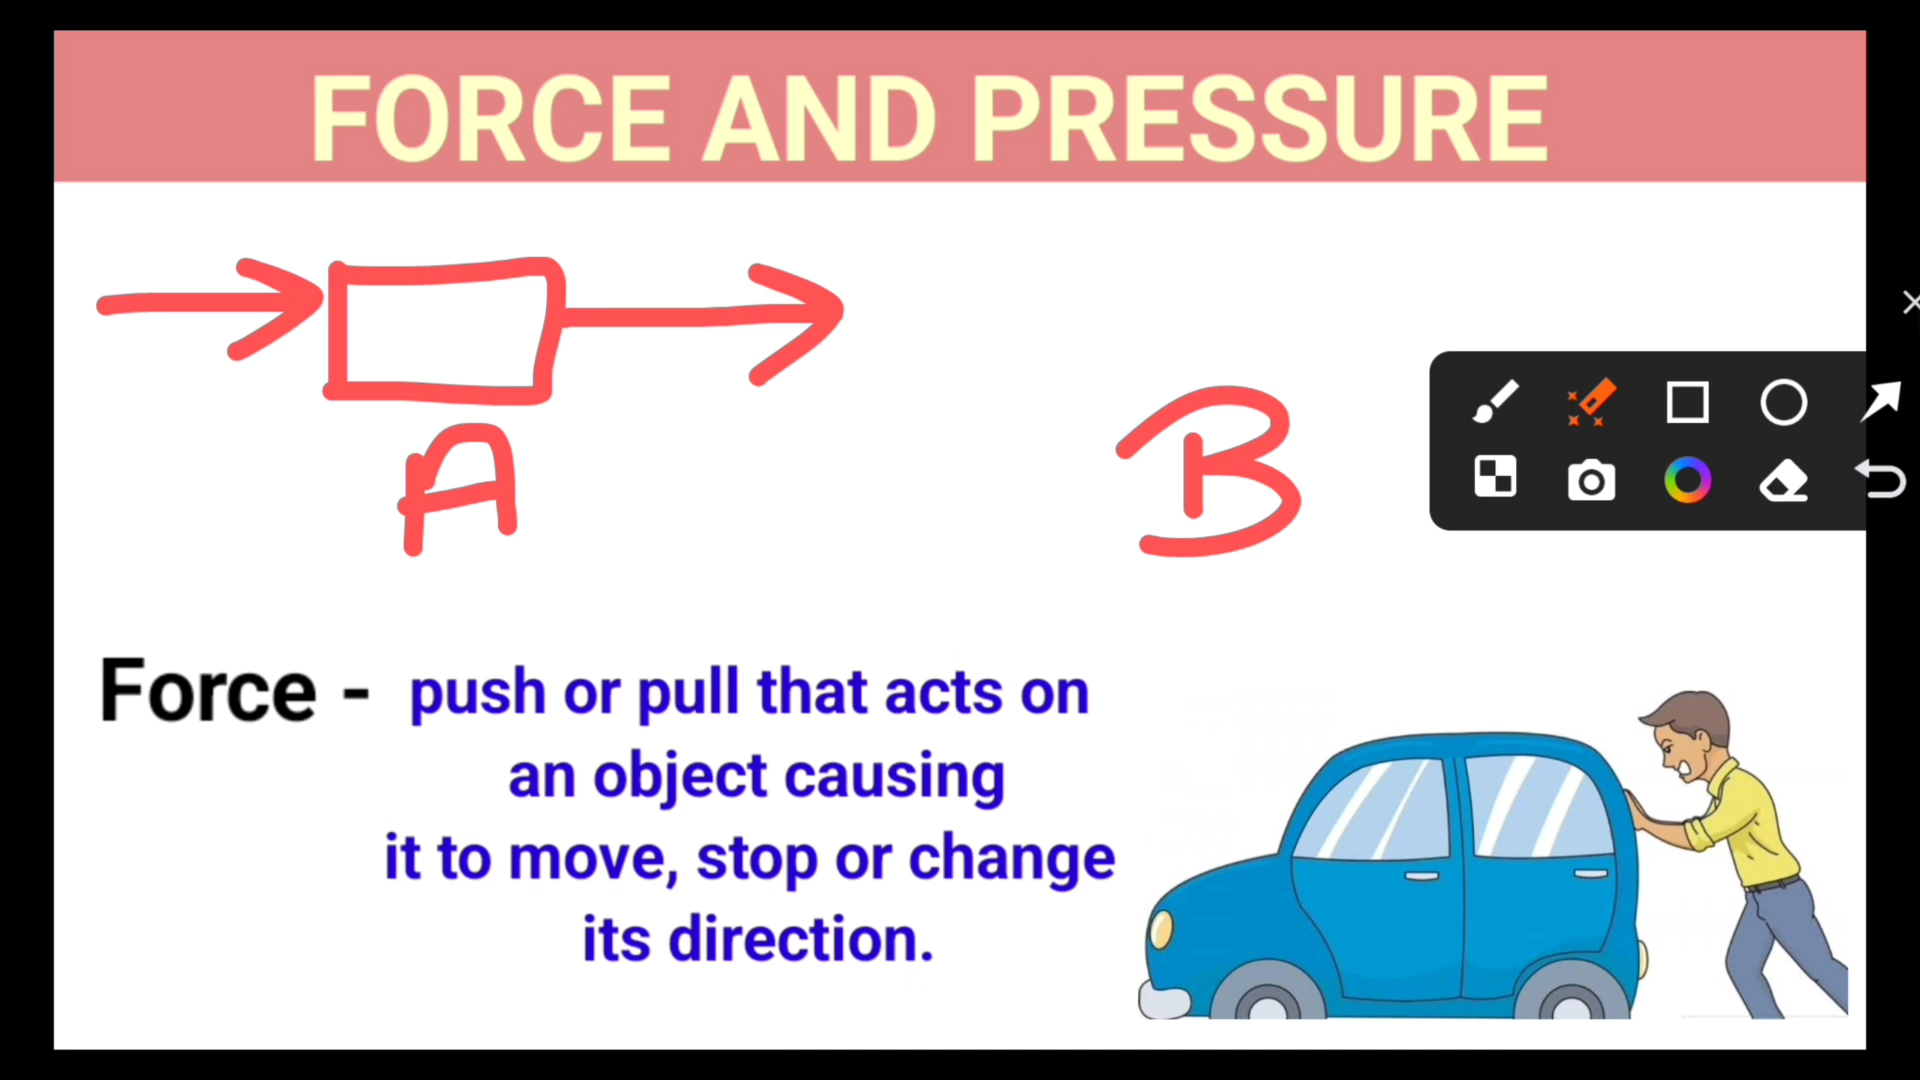 FORCE AND PRESSURE
A
B
Force - push or pull that acts on
an object causing
it to move, stop or change
its direction.